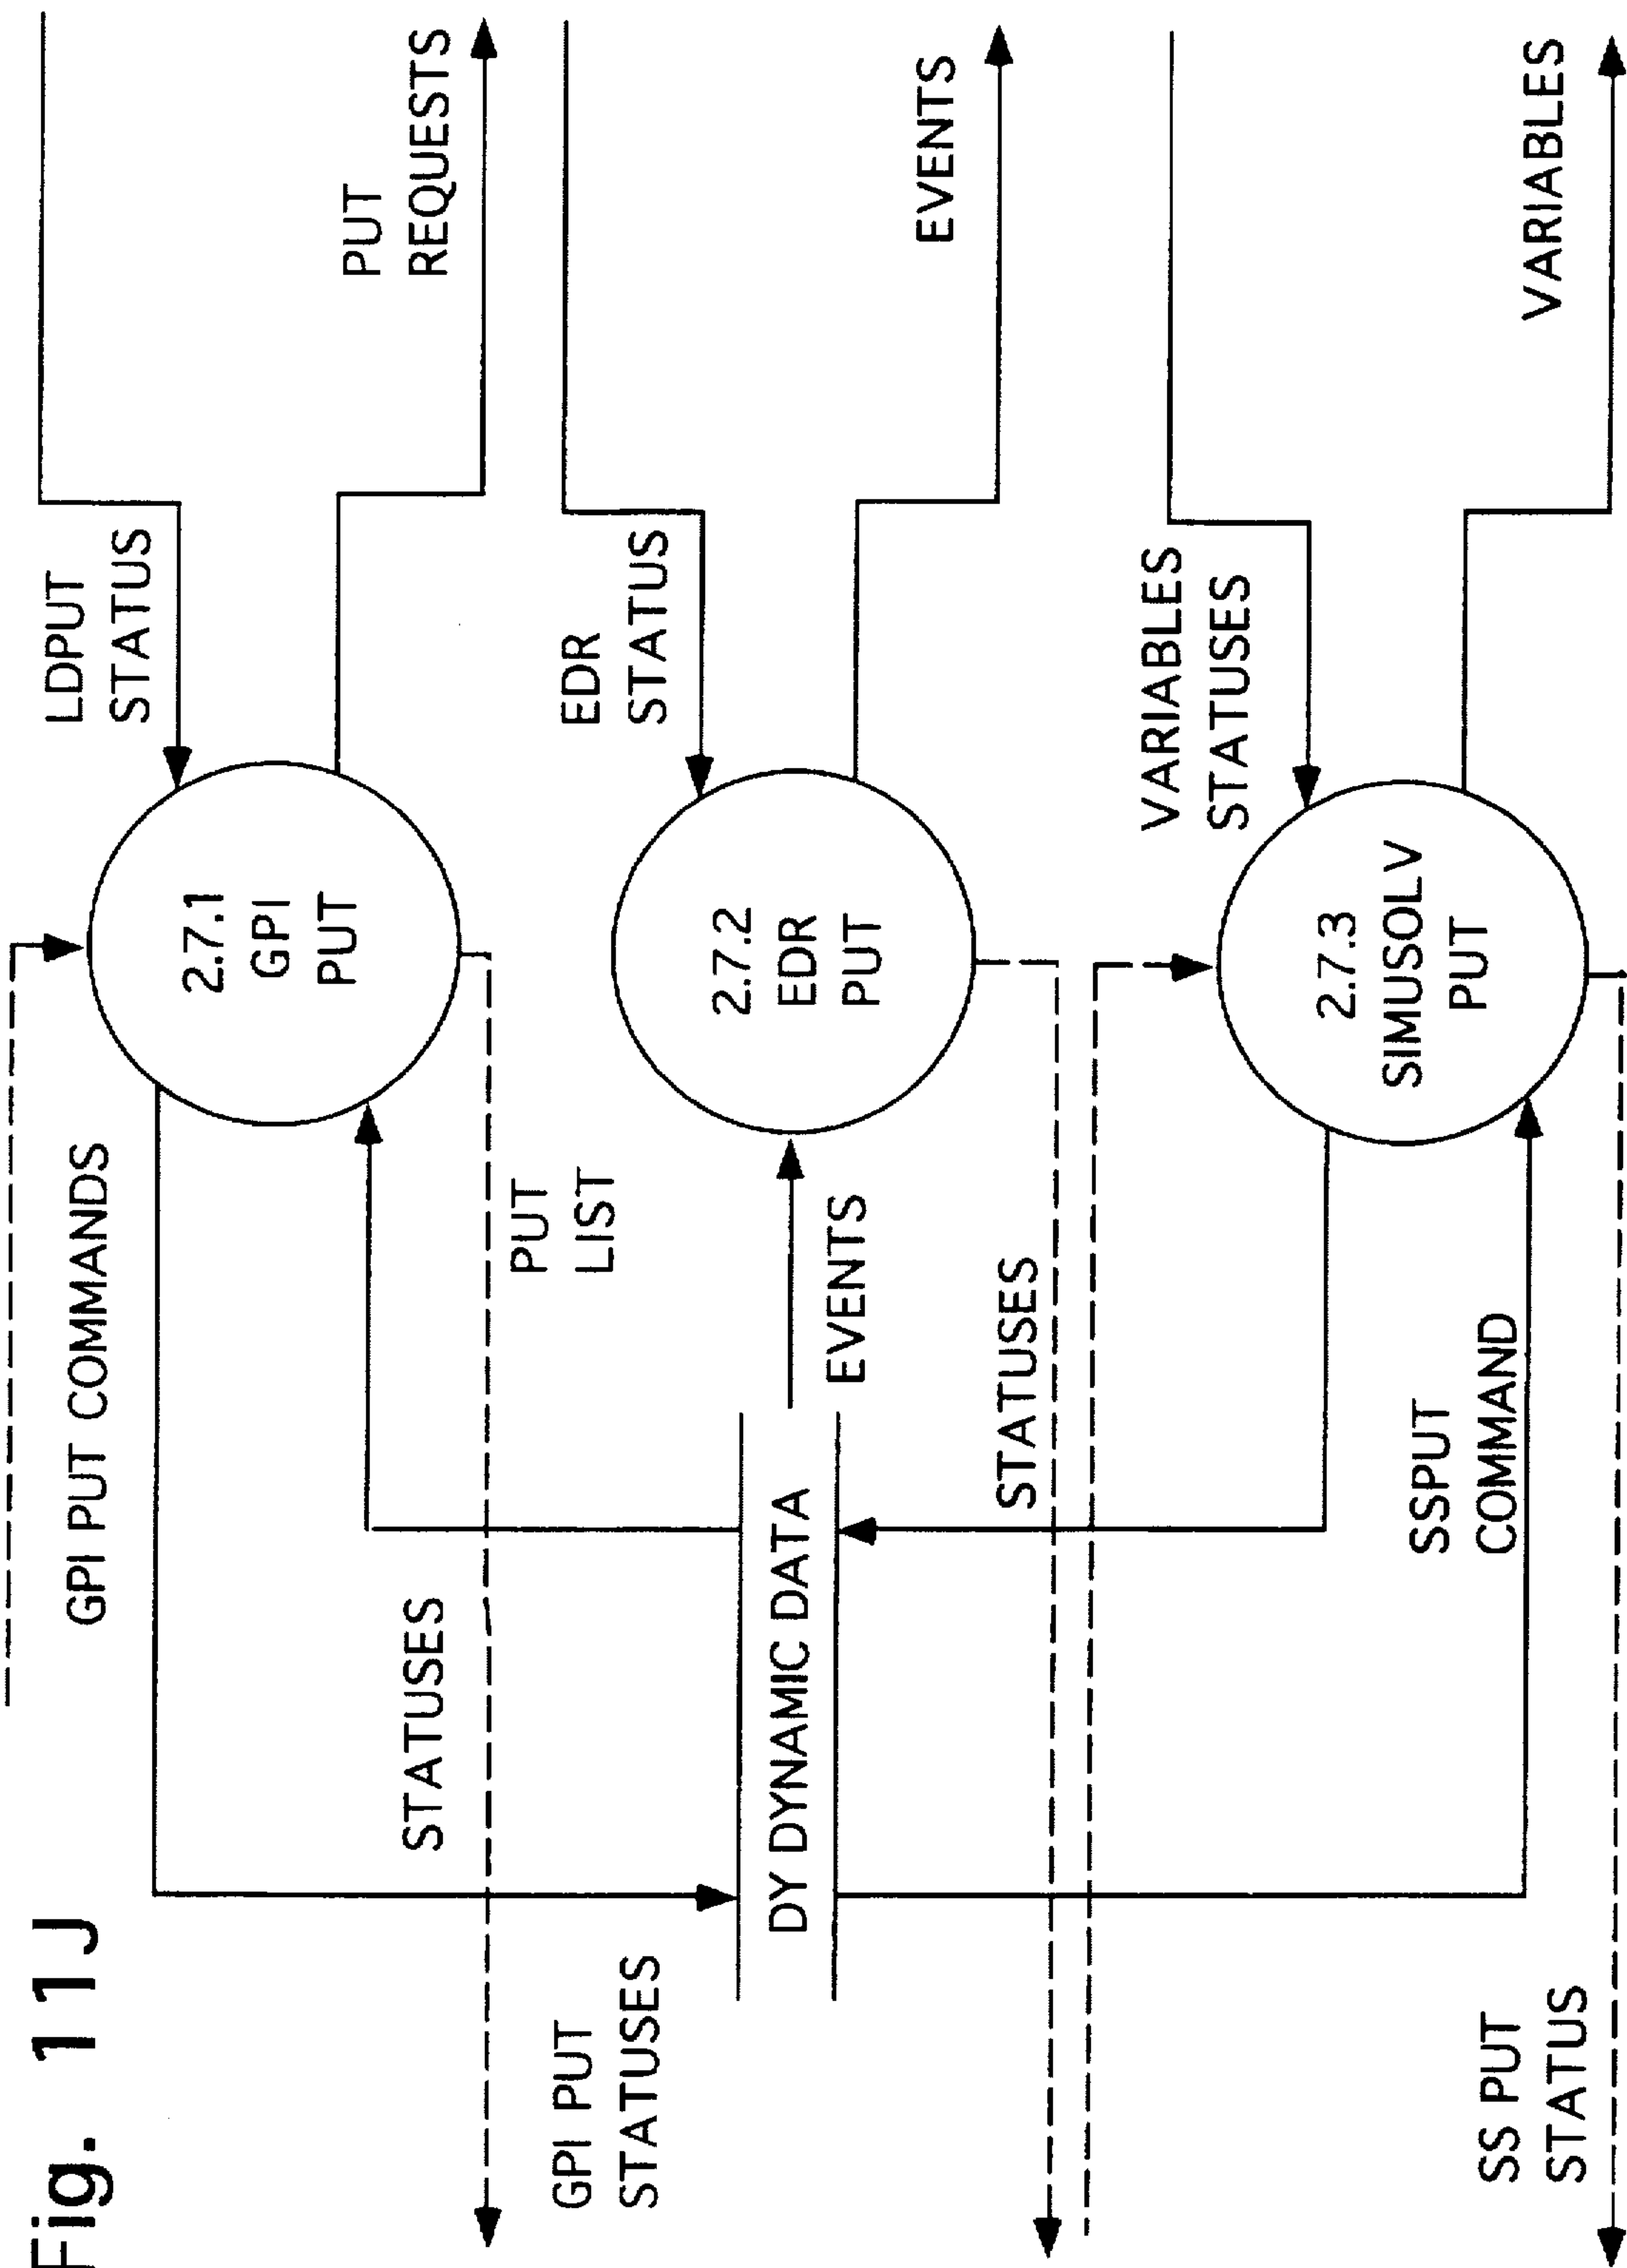 Fig. 11J
GPI PUT COMMANDS
2.7.1
GPI
PUT
LDPUT
STATUS
PUT
REQUESTS
STATUSES
PUT
LIST
GPI PUT
STATUSES
DY DYNAMIC DATA
EVENTS
2.7.2
EDR
PUT
EDR
STATUS
EVENTS
STATUSES
VARIABLES
STATUSES
2.7.3
SIMUSOLV
PUT
SSPUT
COMMAND
VARIABLES
SS PUT
STATUS